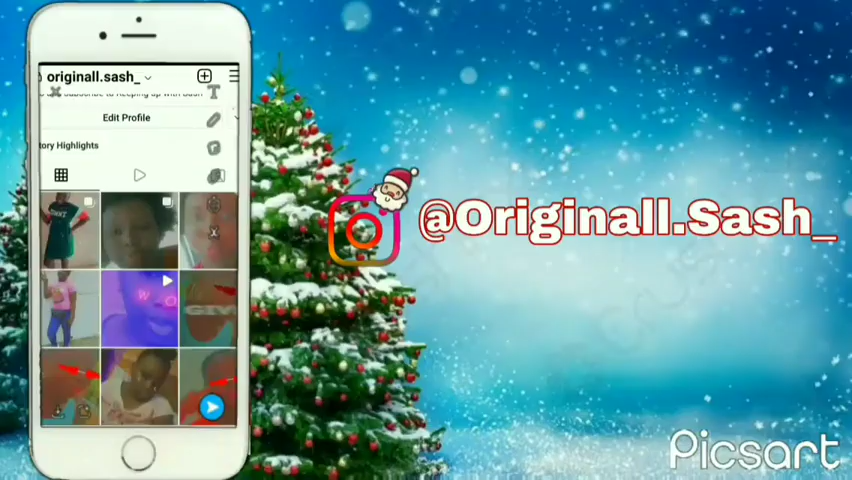 originall.sash_
Edit Profile
tory Highlights
@Originall.Sash_
Picsart